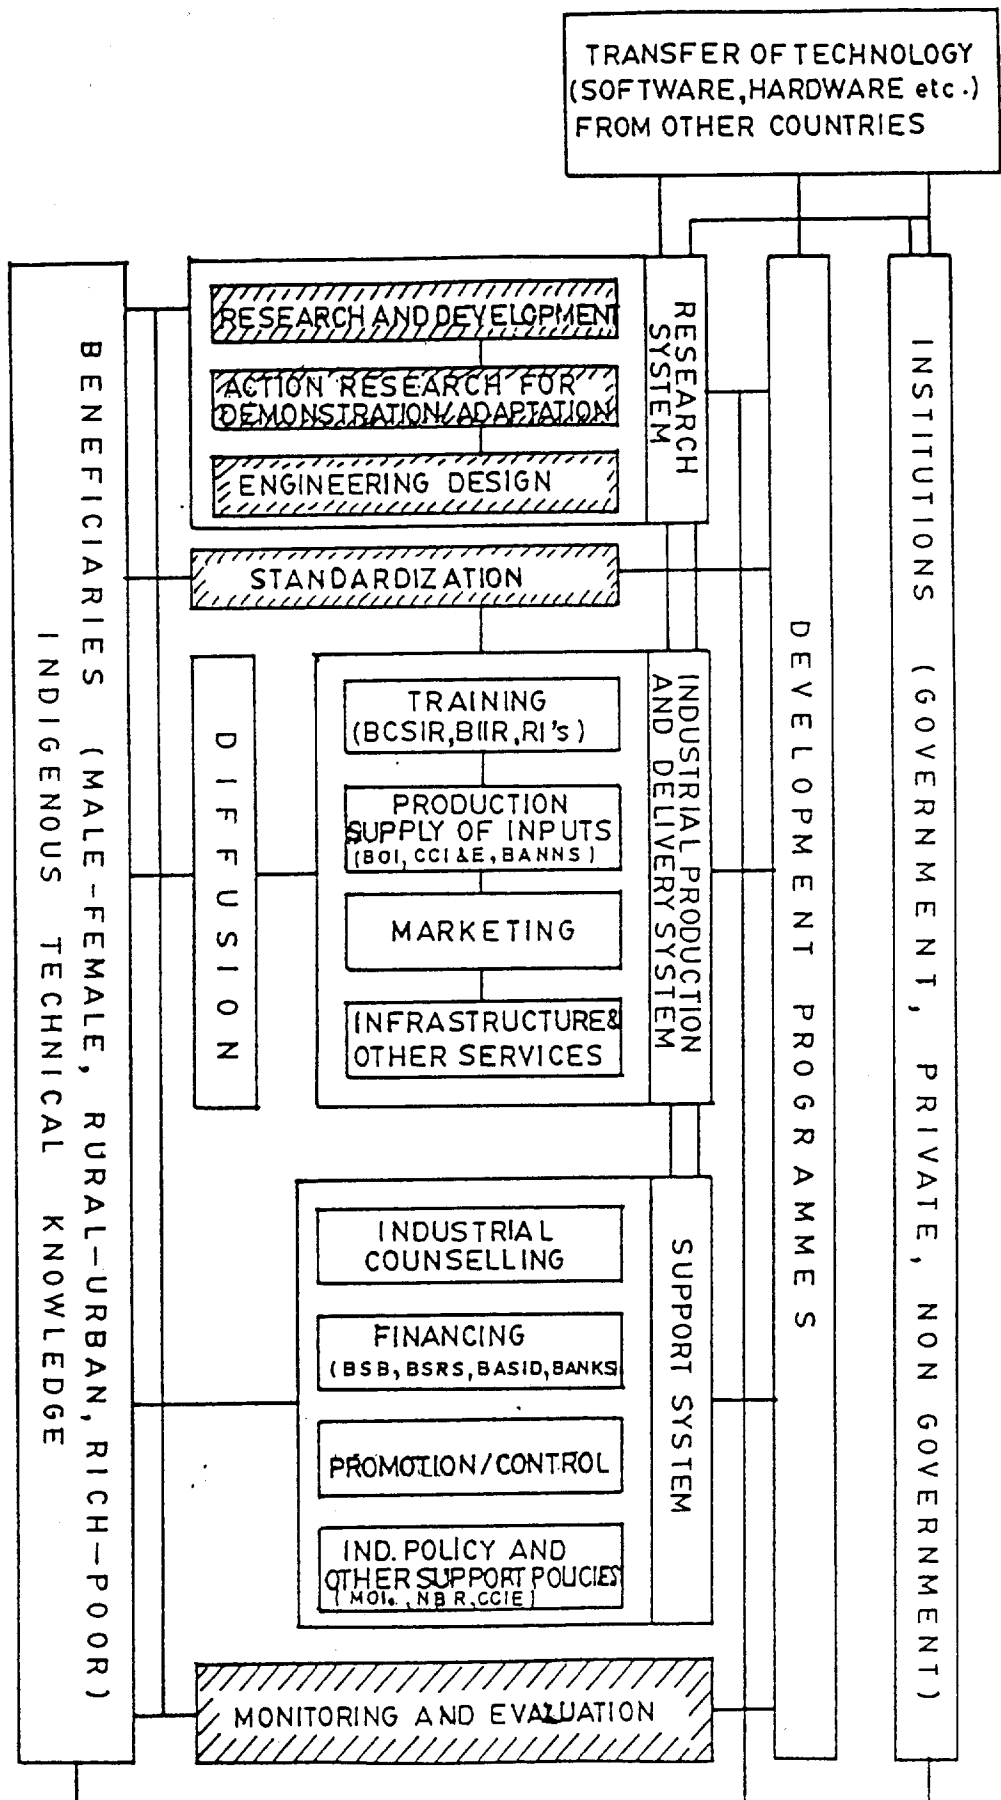 TRANSFER OF TECHNOLOGY
(SOFTWARE, HARDWARE etc.)
FROM OTHER COUNTRIES
BENEFICIARIES (MALE-FEMALE, RURAL-URBAN, RICH-POOR)
INDIGENOUS TECHNICAL KNOWLEDGE
RESEARCH AND DEVELOPMENT
ACTION RESEARCH FOR
DEMONSTRATION/ADAPTATION
ENGINEERING DESIGN
RESEARCH
SYSTEM
STANDARDIZATION
DIFFUSION
TRAINING
(BCSIR, BIIR, RI's)
PRODUCTION
SUPPLY OF INPUTS
(BOI, CCI &E, BANNS)
MARKETING
INFRASTRUCTURE&
OTHER SERVICES
INDUSTRIAL PRODUCTION
AND DELIVERY SYSTEM
INDUSTRIAL
COUNSELLING
FINANCING
(BSB, BSRS, BASID, BANKS
PROMOTION/CONTROL
IND. POLICY AND
OTHER SUPPORT POLICIES
(MOI., NBR, CCIE)
SUPPORT SYSTEM
MONITORING AND EVALUATION
DEVELOPMENT PROGRAMMES
INSTITUTIONS (GOVERNMENT, PRIVATE, NON GOVERNMENT)